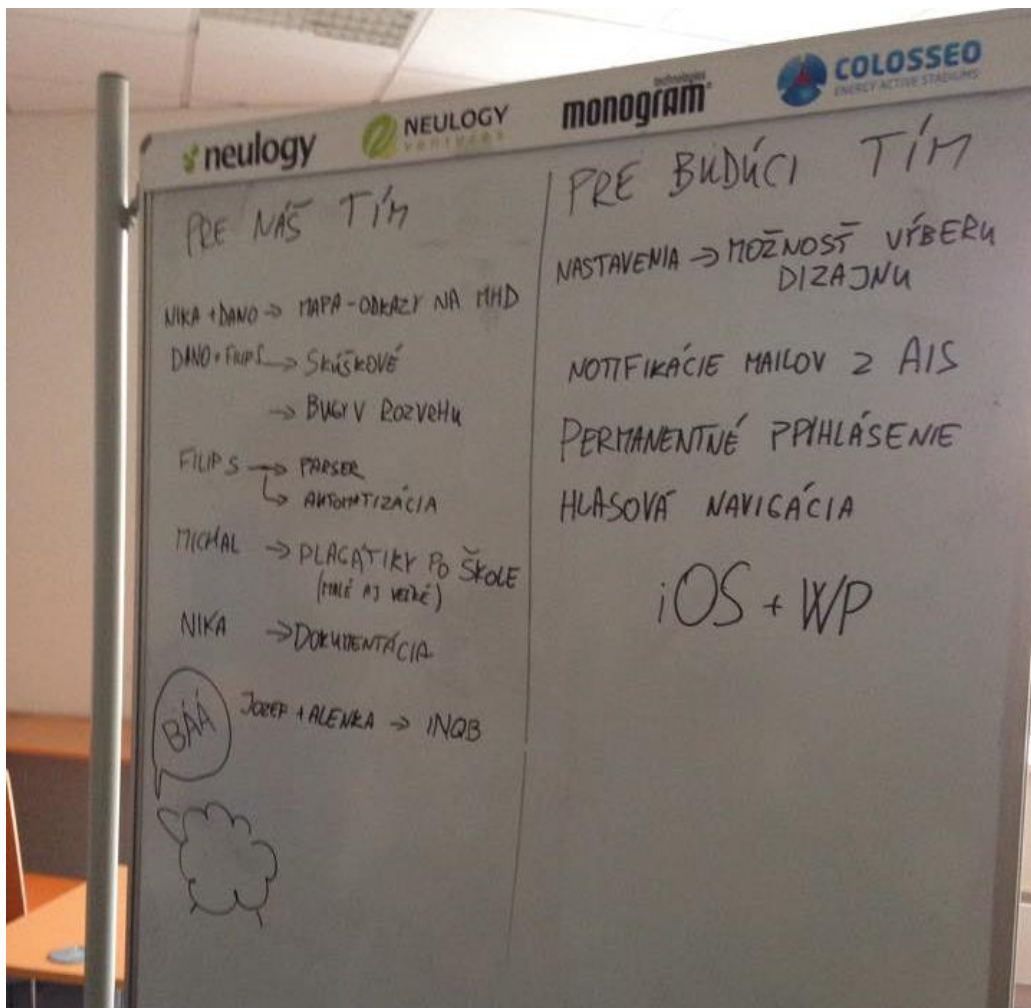 neulogy
NEULOGY
ventures
technologies
monogram
COLOSSEO
ENERGY ACTIVE STADIUMS
PRE NÁŠ TÍM
NIKA + DANO → MAPA - ODKAZY NA MHD
DANO + FILIP S → SKÚŠKOVÉ
→ BUGY V ROZVRHU
FILIP S → PARSER
↳ AUTOMATIZÁCIA
MICHAL → PLAGÁTIKY PO ŠKOLE
(MALÉ AJ VEĽKÉ)
NIKA → DOKUMENTÁCIA
JOZEF + ALENKA → INQB
BÁÁ
PRE BUDÚCI TÍM
NASTAVENIA → MOŽNOSŤ VÝBERU
DIZAJNU
NOTIFIKÁCIE MAILOV Z AIS
PERMANENTNÉ PRIHLÁSENIE
HLASOVÁ NAVIGÁCIA
iOS + WP